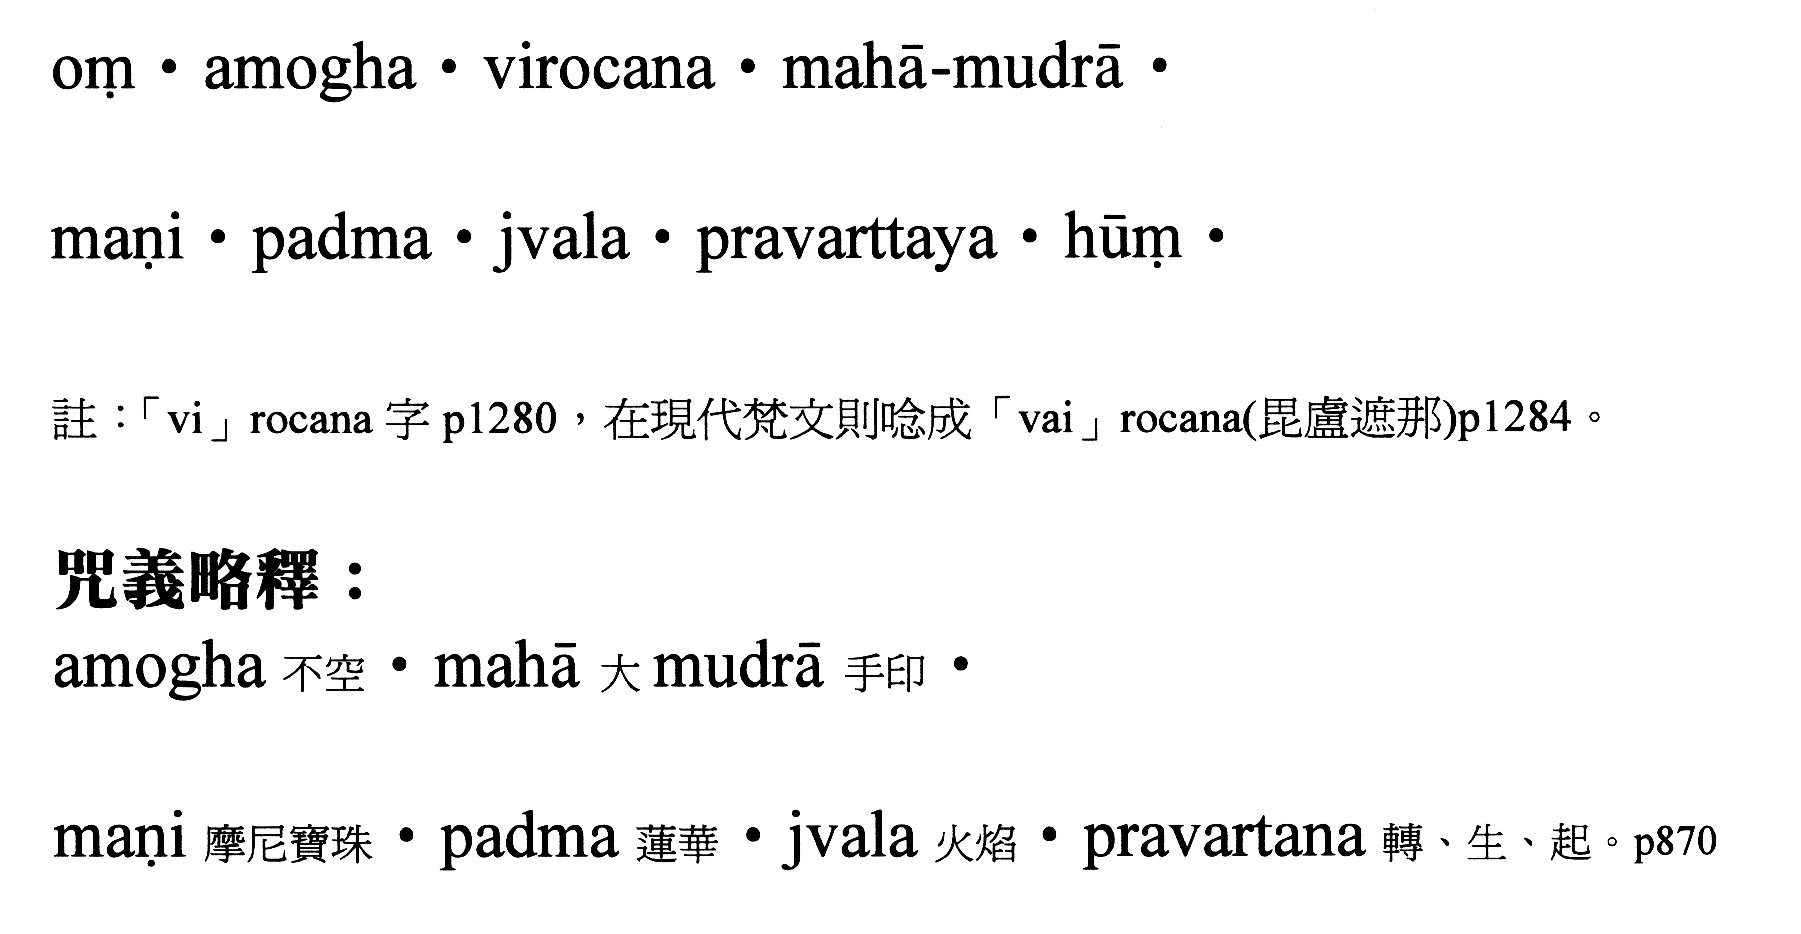 oṃ・amogha・virocana・mahā-mudrā・
maṇi・padma・jvala・pravarttaya・hūṃ・
註：「vi」rocana 字 p1280，在現代梵文則唸成「vai」rocana(毘盧遮那)p1284。
咒義略釋：
amogha 不空・mahā 大 mudrā 手印・
maṇi 摩尼寶珠・padma 蓮華・jvala 火焰・pravartana 轉、生、起。p870